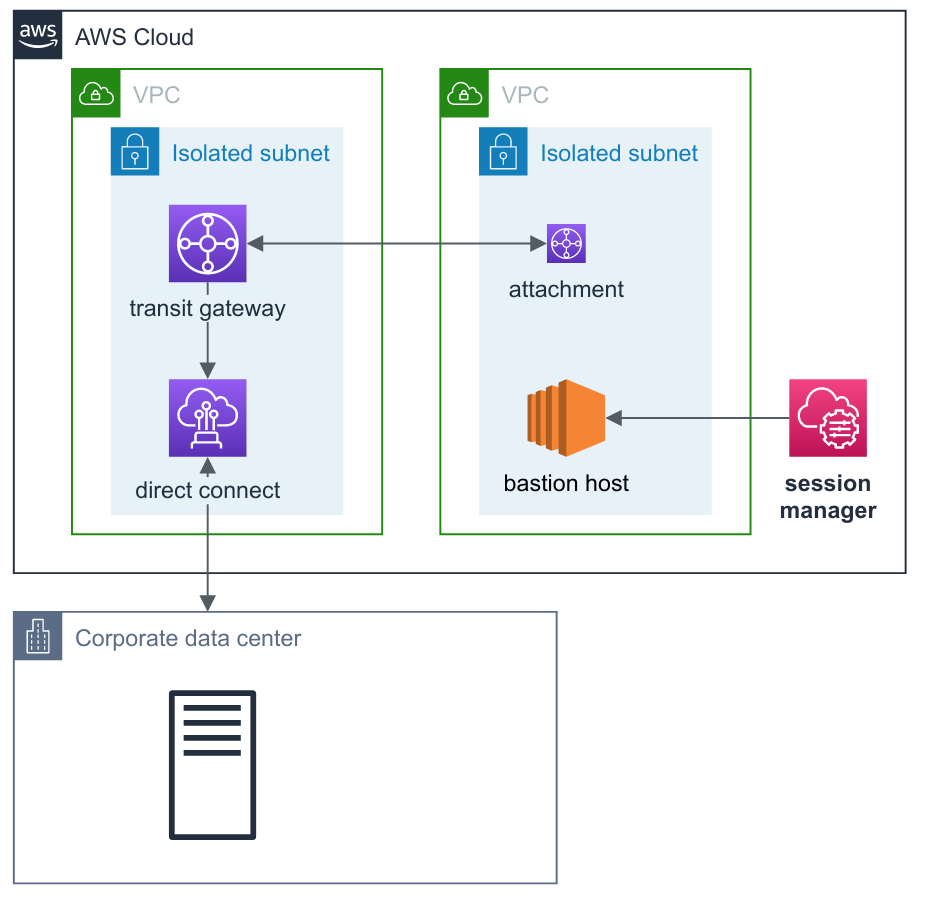 aws
AWS Cloud
VPC
VPC
Isolated subnet
Isolated subnet
transit gateway
attachment
direct connect
bastion host
session
manager
Corporate data center